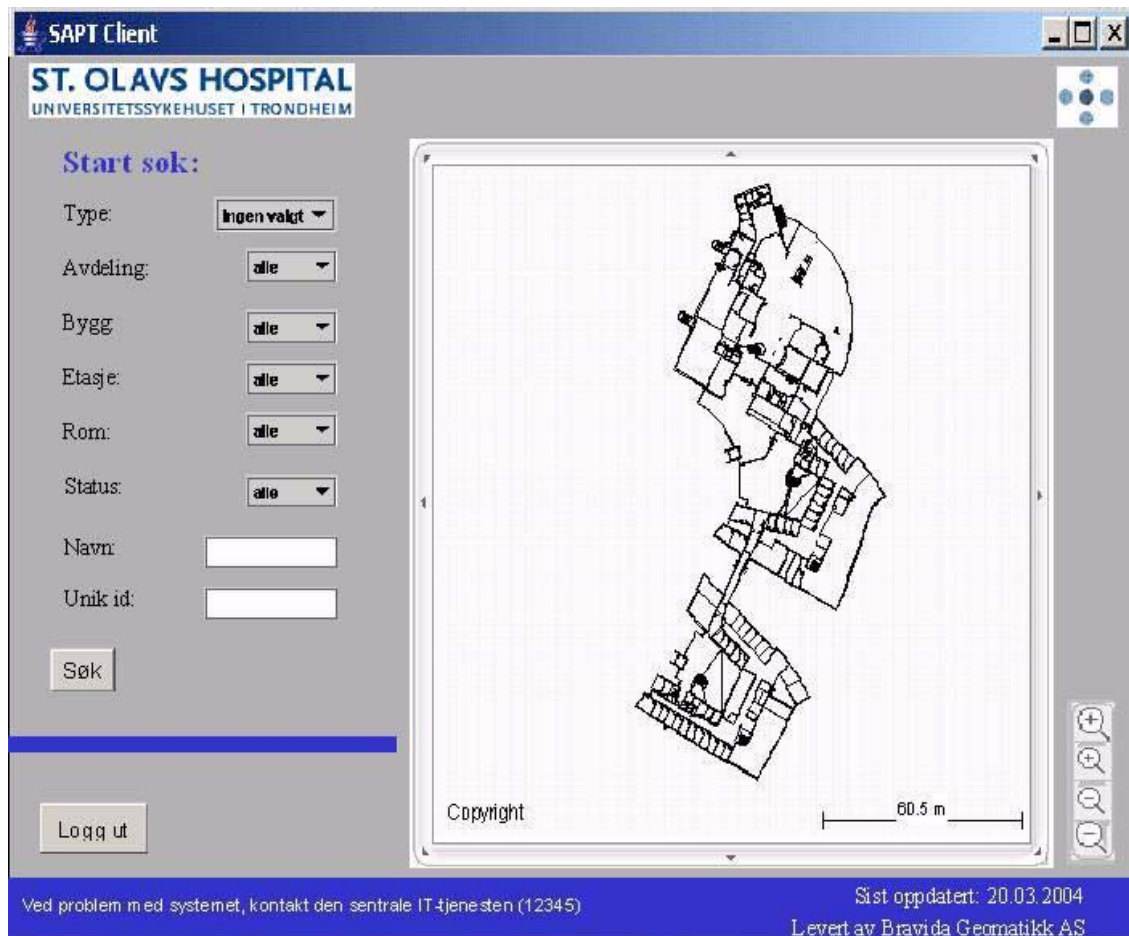 SAPT Client
ST. OLAVS HOSPITAL
UNIVERSITETSSYKEHUSET I TRONDHEIM
Start sok:
Type:
Ingen valgt
Avdeling:
alle
Bygg
alle
Etasje:
alle
Rom:
alle
Status:
alle
Navn:
Unik id:
Søk
Logg ut
Copyright
60.5 m
Ved problem med systemet, kontakt den sentrale IT-tjenesten (12345)
Sist oppdatert: 20.03.2004
Levert av Bravida Geomatikk AS